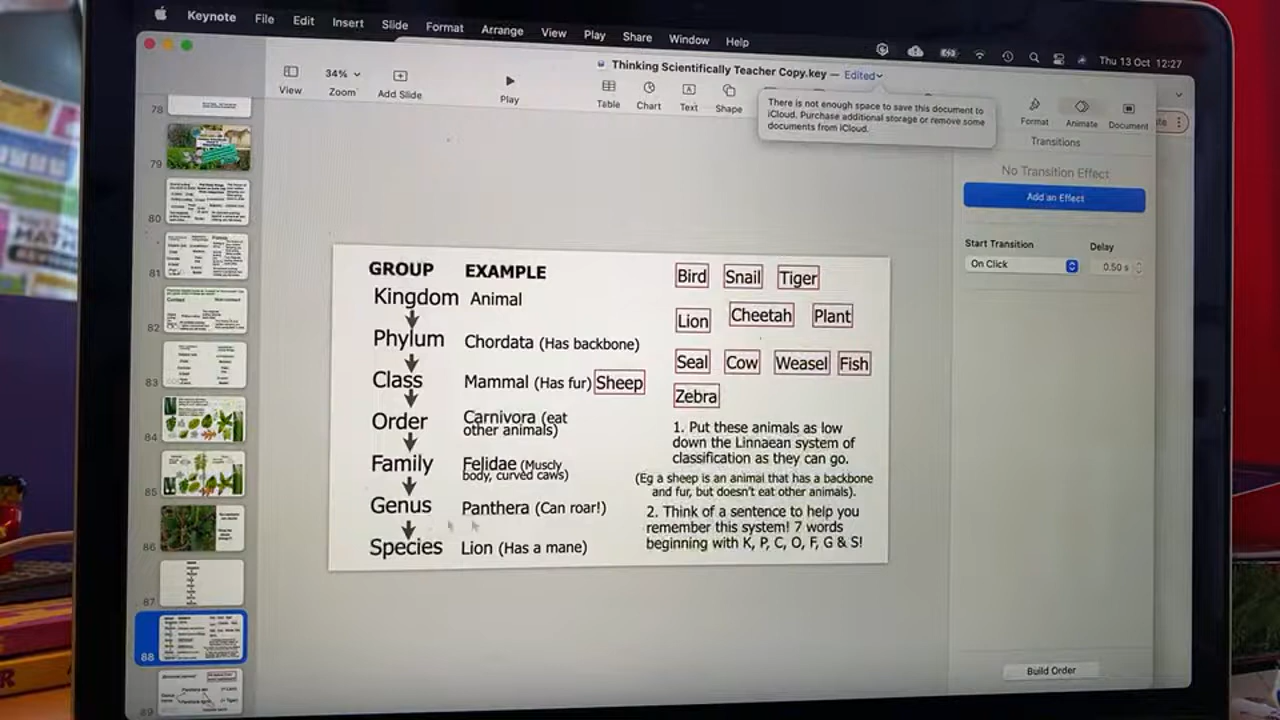 Keynote File Edit Insert Slide Format Arrange View Play Share Window Help
Thu 13 Oct 12:27
Thinking Scientifically Teacher Copy.key — Edited
34%
View Zoom Add Slide Play Table Chart Text Shape
Format Animate Document
There is not enough space to save this document to
iCloud. Purchase additional storage or remove some
documents from iCloud.
Transitions
No Transition Effect
Add an Effect
Start Transition Delay
On Click 0.50 s
Build Order
78
79
80
81
82
83
84
85
86
87
88
89
GROUP EXAMPLE
Kingdom Animal
Phylum Chordata (Has backbone)
Class Mammal (Has fur) Sheep
Order Carnivora (eat
other animals)
Family Felidae (Muscly
body, curved caws)
Genus Panthera (Can roar!)
Species Lion (Has a mane)
Bird Snail Tiger
Lion Cheetah Plant
Seal Cow Weasel Fish
Zebra
1. Put these animals as low
down the Linnaean system of
classification as they can go.
(Eg a sheep is an animal that has a backbone
and fur, but doesn't eat other animals).
2. Think of a sentence to help you
remember this system! 7 words
beginning with K, P, C, O, F, G & S!